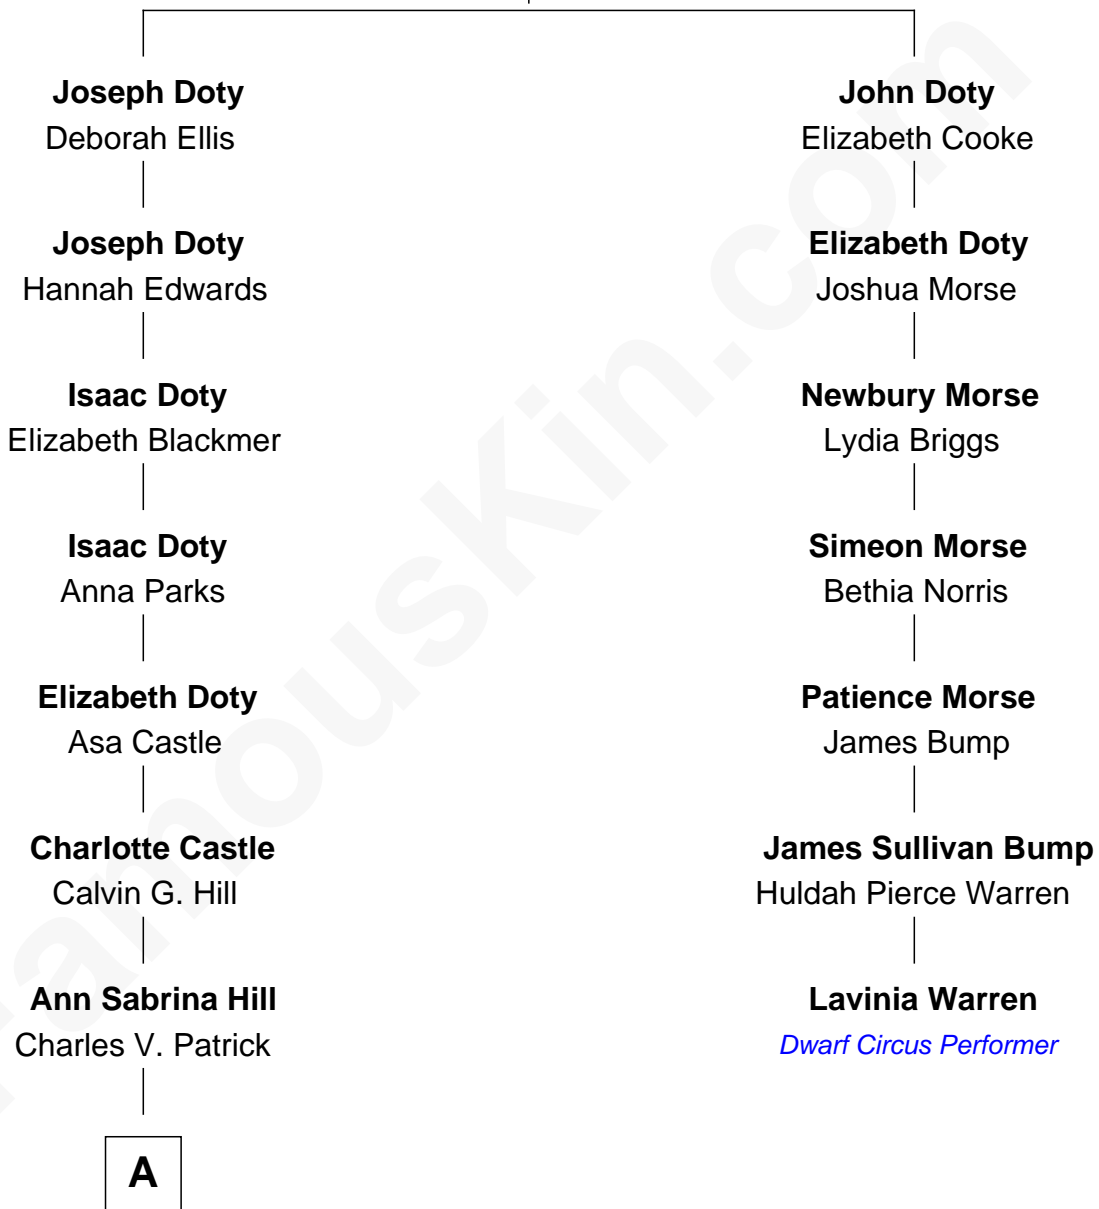 Joseph Doty
Deborah Ellis
Joseph Doty
Hannah Edwards
Isaac Doty
Elizabeth Blackmer
Isaac Doty
Anna Parks
Elizabeth Doty
Asa Castle
Charlotte Castle
Calvin G. Hill
Ann Sabrina Hill
Charles V. Patrick
A
John Doty
Elizabeth Cooke
Elizabeth Doty
Joshua Morse
Newbury Morse
Lydia Briggs
Simeon Morse
Bethia Norris
Patience Morse
James Bump
James Sullivan Bump
Huldah Pierce Warren
Lavinia Warren
Dwarf Circus Performer
FamousKin.com